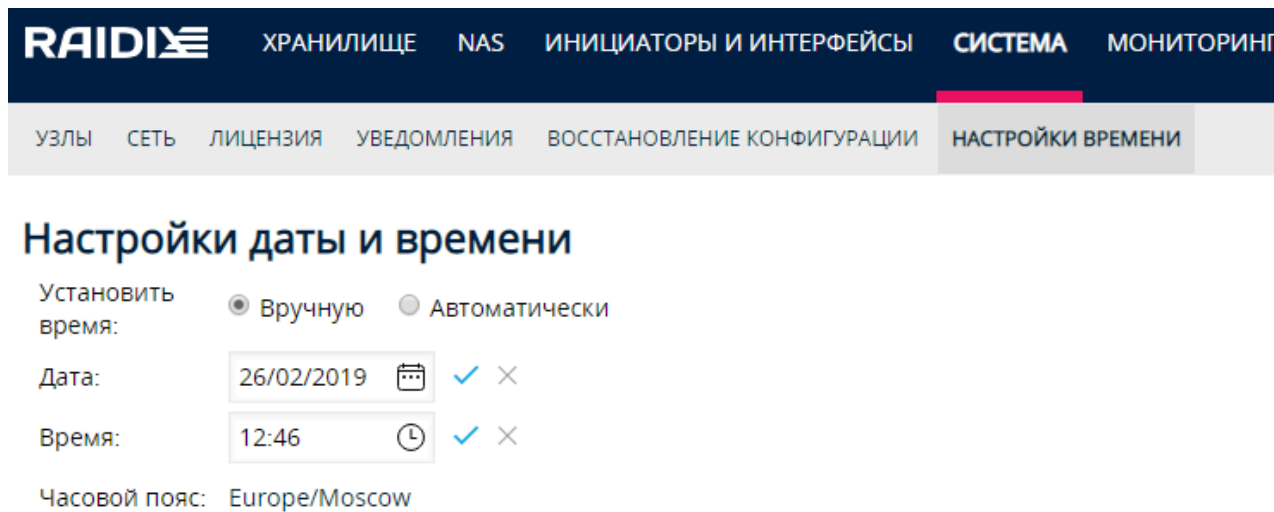 RAIDIX ХРАНИЛИЩЕ NAS ИНИЦИАТОРЫ И ИНТЕРФЕЙСЫ СИСТЕМА МОНИТОРИНГ
УЗЛЫ СЕТЬ ЛИЦЕНЗИЯ УВЕДОМЛЕНИЯ ВОССТАНОВЛЕНИЕ КОНФИГУРАЦИИ НАСТРОЙКИ ВРЕМЕНИ
Настройки даты и времени
Установить время: Вручную Автоматически
Дата: 26/02/2019
Время: 12:46
Часовой пояс: Europe/Moscow